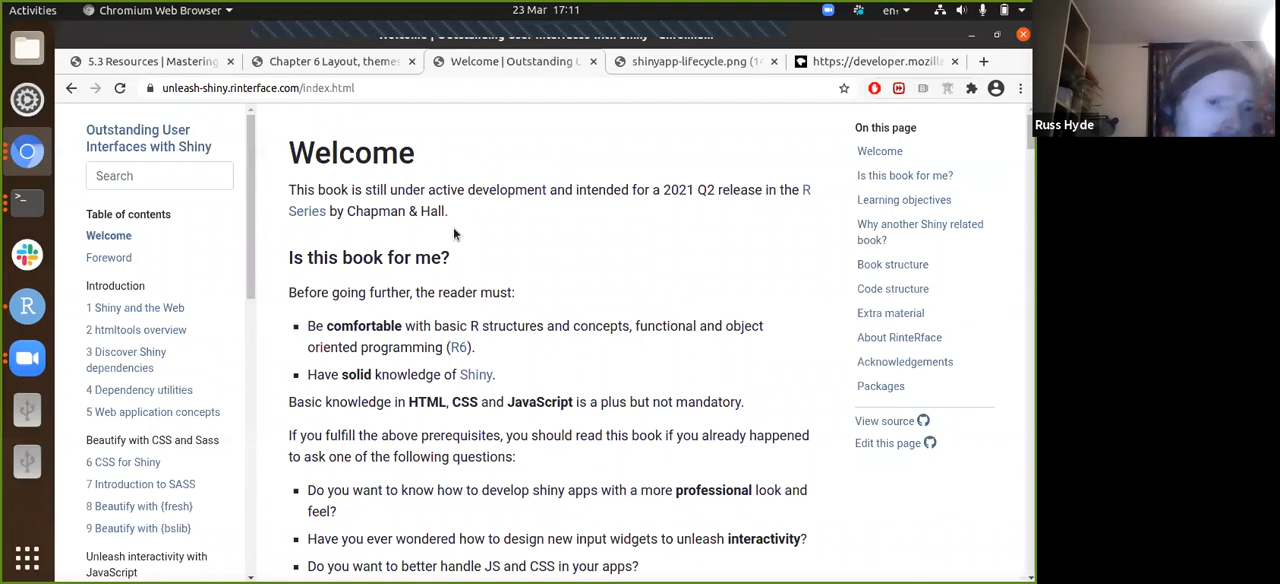 Activities
Chromium Web Browser
23 Mar 17:11
en₁
5.3 Resources | Mastering
Chapter 6 Layout, themes
Welcome | Outstanding U
shinyapp-lifecycle.png (14
https://developer.mozilla
unleash-shiny.rinterface.com/index.html
Russ Hyde
Outstanding User
Interfaces with Shiny
Search
Table of contents
Welcome
Foreword
Introduction
1 Shiny and the Web
2 htmltools overview
3 Discover Shiny
dependencies
4 Dependency utilities
5 Web application concepts
Beautify with CSS and Sass
6 CSS for Shiny
7 Introduction to SASS
8 Beautify with {fresh}
9 Beautify with {bslib}
Unleash interactivity with
JavaScript
Welcome
This book is still under active development and intended for a 2021 Q2 release in the R
Series by Chapman & Hall.
Is this book for me?
Before going further, the reader must:
Be comfortable with basic R structures and concepts, functional and object
oriented programming (R6).
Have solid knowledge of Shiny.
Basic knowledge in HTML, CSS and JavaScript is a plus but not mandatory.
If you fulfill the above prerequisites, you should read this book if you already happened
to ask one of the following questions:
Do you want to know how to develop shiny apps with a more professional look and
feel?
Have you ever wondered how to design new input widgets to unleash interactivity?
Do you want to better handle JS and CSS in your apps?
On this page
Welcome
Is this book for me?
Learning objectives
Why another Shiny related
book?
Book structure
Code structure
Extra material
About RinteRface
Acknowledgements
Packages
View source
Edit this page